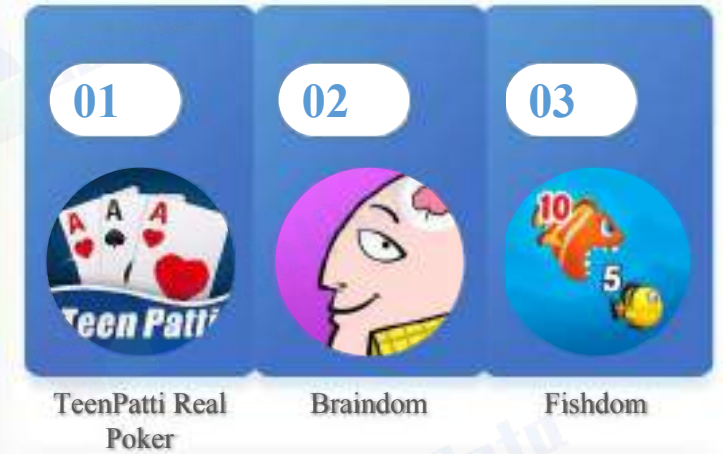 01
02
03
A A A
Teen Patti
10
5
TeenPatti Real
Poker
Braindom
Fishdom